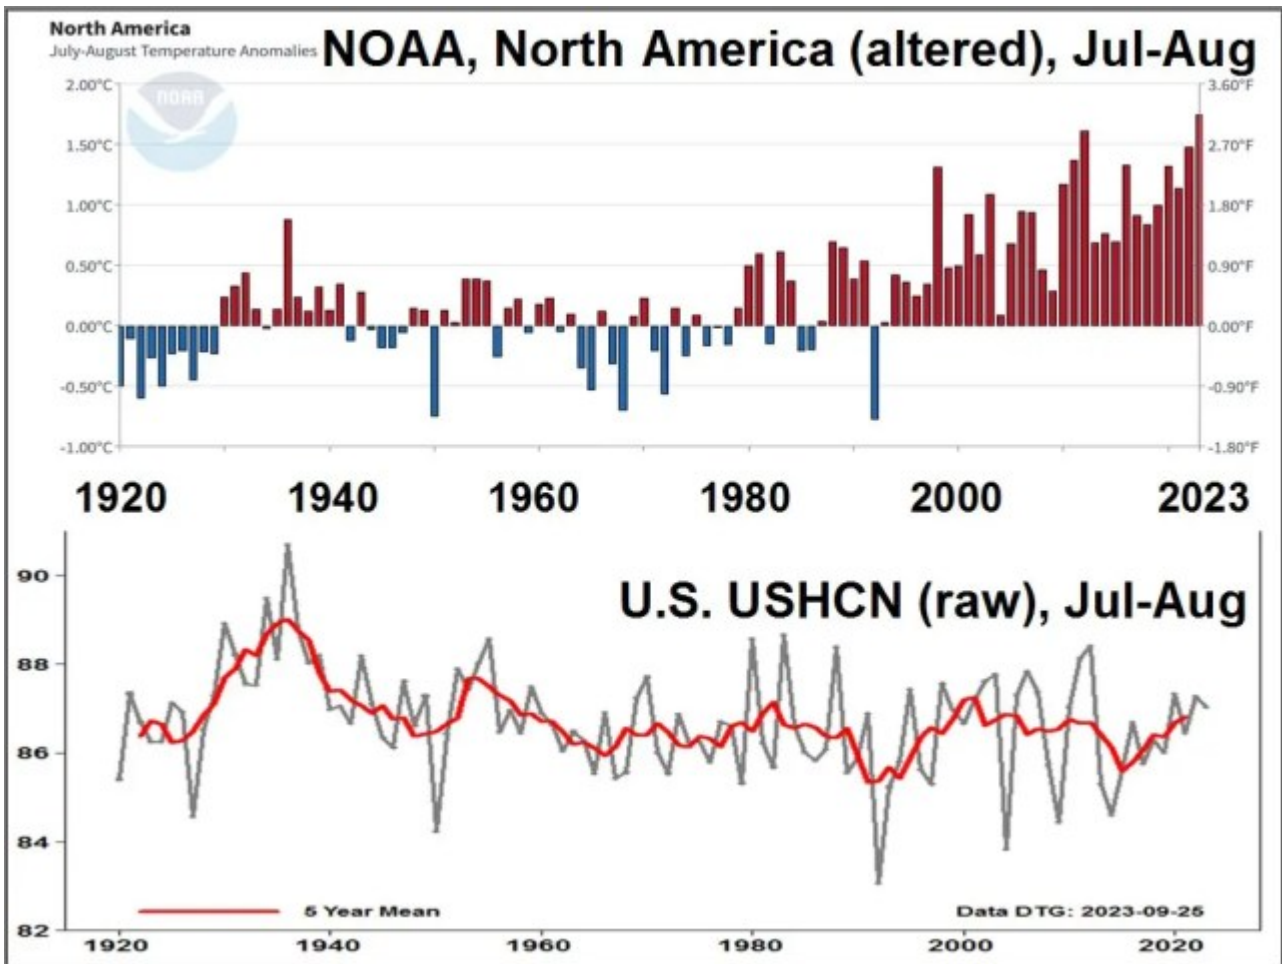 North America
July-August Temperature Anomalies
NOAA, North America (altered), Jul-Aug
NOAA
2.00°C 3.60°F
1.50°C 2.70°F
1.00°C 1.80°F
0.50°C 0.90°F
0.00°C 0.00°F
-0.50°C -0.90°F
-1.00°C -1.80°F
1920 1940 1960 1980 2000 2023
U.S. USHCN (raw), Jul-Aug
90
88
86
84
82
5 Year Mean
Data DTG: 2023-09-25
1920 1940 1960 1980 2000 2020